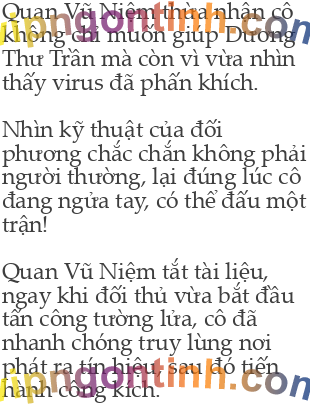 Quan Vũ Niệm thừa nhận cô
không chỉ muốn giúp Dương
Thư Trần mà còn vì vừa nhìn
thấy virus đã phấn khích.
Nhìn kỹ thuật của đối
phương chắc chắn không phải
người thường, lại đúng lúc cô
đang ngứa tay, có thể đấu một
trận!
Quan Vũ Niệm tắt tài liệu,
ngay khi đối thủ vừa bắt đầu
tấn công tường lửa, cô đã
nhanh chóng truy lùng nơi
phát ra tín hiệu, sau đó tiến
hành công kích.
vipngontinh.com
vipngontinh.com